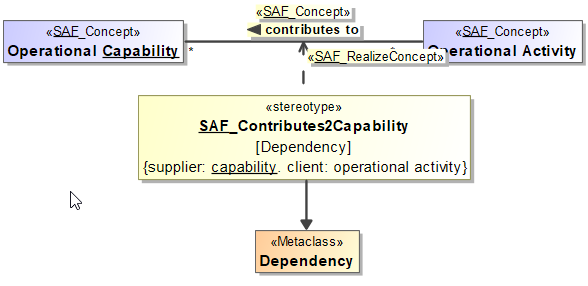 «SAF_Concept»
Operational Capability
«SAF_Concept»
contributes to
«SAF_Concept»
Operational Activity
*
*
«SAF_RealizeConcept»
«stereotype»
SAF_Contributes2Capability
[Dependency]
{supplier: capability. client: operational activity}
«Metaclass»
Dependency